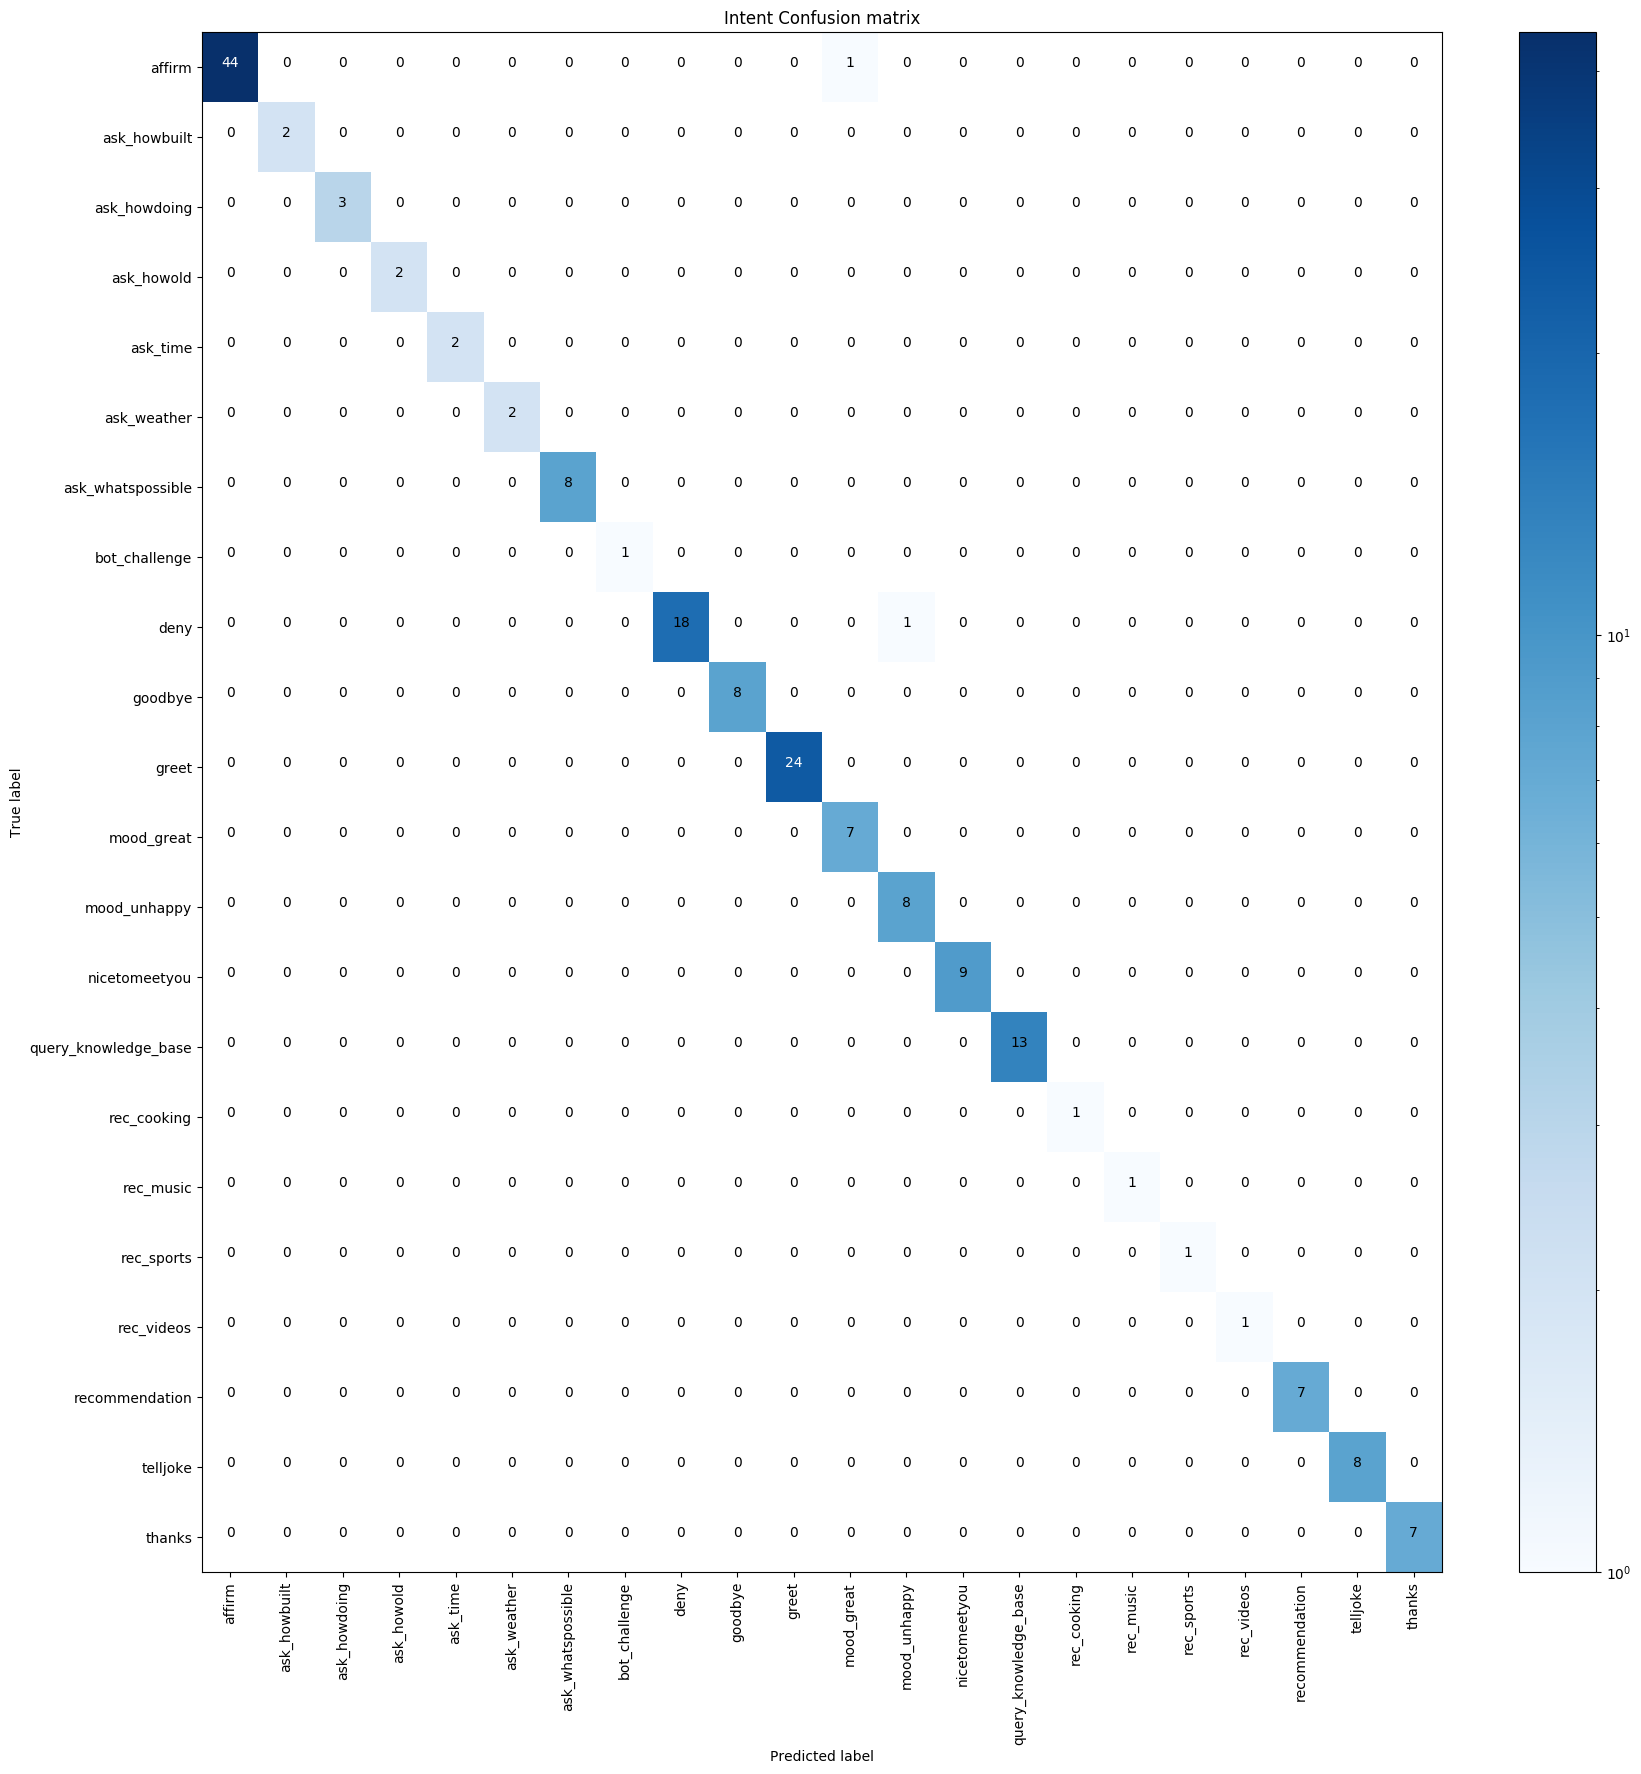 Intent Confusion matrix
affirm 44 0 0 0 0 0 0 0 0 0 0 1 0 0 0 0 0 0 0 0 0 0
ask_howbuilt 0 2 0 0 0 0 0 0 0 0 0 0 0 0 0 0 0 0 0 0 0 0
ask_howdoing 0 0 3 0 0 0 0 0 0 0 0 0 0 0 0 0 0 0 0 0 0 0
ask_howold 0 0 0 2 0 0 0 0 0 0 0 0 0 0 0 0 0 0 0 0 0 0
ask_time 0 0 0 0 2 0 0 0 0 0 0 0 0 0 0 0 0 0 0 0 0 0
ask_weather 0 0 0 0 0 2 0 0 0 0 0 0 0 0 0 0 0 0 0 0 0 0
ask_whatspossible 0 0 0 0 0 0 8 0 0 0 0 0 0 0 0 0 0 0 0 0 0 0
bot_challenge 0 0 0 0 0 0 0 1 0 0 0 0 0 0 0 0 0 0 0 0 0 0
deny 0 0 0 0 0 0 0 0 18 0 0 0 1 0 0 0 0 0 0 0 0 0
goodbye 0 0 0 0 0 0 0 0 0 8 0 0 0 0 0 0 0 0 0 0 0 0
greet 0 0 0 0 0 0 0 0 0 0 24 0 0 0 0 0 0 0 0 0 0 0
mood_great 0 0 0 0 0 0 0 0 0 0 0 7 0 0 0 0 0 0 0 0 0 0
mood_unhappy 0 0 0 0 0 0 0 0 0 0 0 0 8 0 0 0 0 0 0 0 0 0
nicetomeetyou 0 0 0 0 0 0 0 0 0 0 0 0 0 9 0 0 0 0 0 0 0 0
query_knowledge_base 0 0 0 0 0 0 0 0 0 0 0 0 0 0 13 0 0 0 0 0 0 0
rec_cooking 0 0 0 0 0 0 0 0 0 0 0 0 0 0 0 1 0 0 0 0 0 0
rec_music 0 0 0 0 0 0 0 0 0 0 0 0 0 0 0 0 1 0 0 0 0 0
rec_sports 0 0 0 0 0 0 0 0 0 0 0 0 0 0 0 0 0 1 0 0 0 0
rec_videos 0 0 0 0 0 0 0 0 0 0 0 0 0 0 0 0 0 0 1 0 0 0
recommendation 0 0 0 0 0 0 0 0 0 0 0 0 0 0 0 0 0 0 0 7 0 0
telljoke 0 0 0 0 0 0 0 0 0 0 0 0 0 0 0 0 0 0 0 0 8 0
thanks 0 0 0 0 0 0 0 0 0 0 0 0 0 0 0 0 0 0 0 0 0 7
True label
affirm
ask_howbuilt
ask_howdoing
ask_howold
ask_time
ask_weather
ask_whatspossible
bot_challenge
deny
goodbye
greet
mood_great
mood_unhappy
nicetomeetyou
query_knowledge_base
rec_cooking
rec_music
rec_sports
rec_videos
recommendation
telljoke
thanks
Predicted label
10¹
10⁰